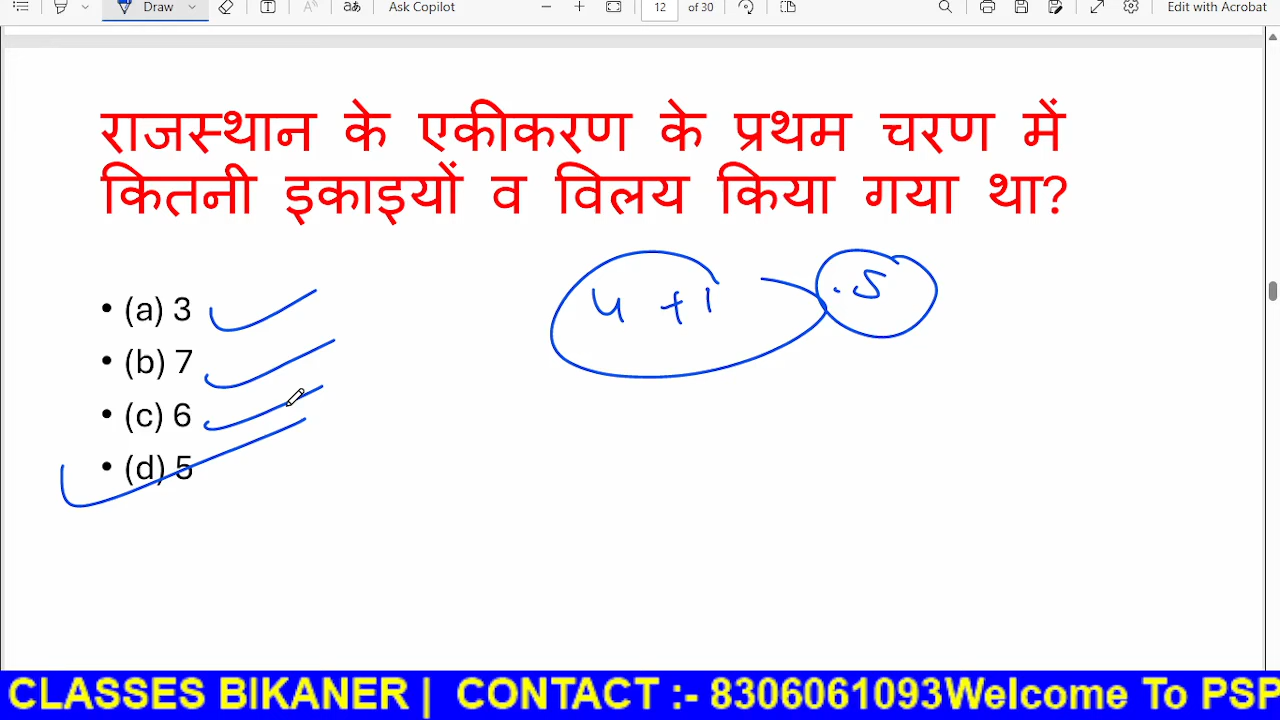 Draw
Ask Copilot
12 of 30
Edit with Acrobat
राजस्थान के एकीकरण के प्रथम चरण में
कितनी इकाइयों व विलय किया गया था?
4 +1 .5
• (a) 3
• (b) 7
• (c) 6
• (d) 5
CLASSES BIKANER | CONTACT :- 8306061093Welcome To PSP